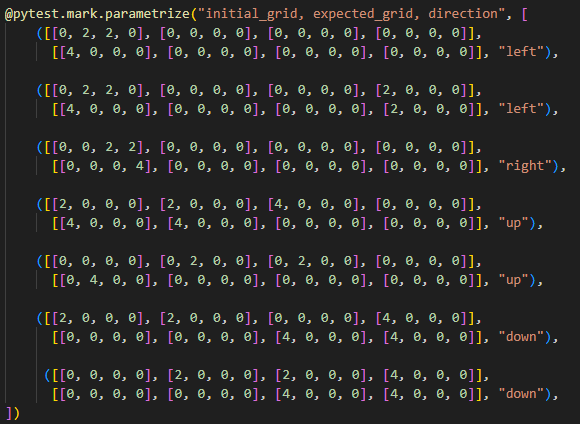 @pytest.mark.parametrize("initial_grid, expected_grid, direction", [
    ([[0, 2, 2, 0], [0, 0, 0, 0], [0, 0, 0, 0], [0, 0, 0, 0]],
      [[4, 0, 0, 0], [0, 0, 0, 0], [0, 0, 0, 0], [0, 0, 0, 0]], "left"),

    ([[0, 2, 2, 0], [0, 0, 0, 0], [0, 0, 0, 0], [2, 0, 0, 0]],
      [[4, 0, 0, 0], [0, 0, 0, 0], [0, 0, 0, 0], [2, 0, 0, 0]], "left"),

    ([[0, 0, 2, 2], [0, 0, 0, 0], [0, 0, 0, 0], [0, 0, 0, 0]],
      [[0, 0, 0, 4], [0, 0, 0, 0], [0, 0, 0, 0], [0, 0, 0, 0]], "right"),

    ([[2, 0, 0, 0], [2, 0, 0, 0], [4, 0, 0, 0], [0, 0, 0, 0]],
      [[4, 0, 0, 0], [4, 0, 0, 0], [0, 0, 0, 0], [0, 0, 0, 0]], "up"),

    ([[0, 0, 0, 0], [0, 2, 0, 0], [0, 2, 0, 0], [0, 0, 0, 0]],
      [[0, 4, 0, 0], [0, 0, 0, 0], [0, 0, 0, 0], [0, 0, 0, 0]], "up"),

    ([[2, 0, 0, 0], [2, 0, 0, 0], [0, 0, 0, 0], [4, 0, 0, 0]],
      [[0, 0, 0, 0], [0, 0, 0, 0], [4, 0, 0, 0], [4, 0, 0, 0]], "down"),

     ([[0, 0, 0, 0], [2, 0, 0, 0], [2, 0, 0, 0], [4, 0, 0, 0]],
      [[0, 0, 0, 0], [0, 0, 0, 0], [4, 0, 0, 0], [4, 0, 0, 0]], "down"),
])